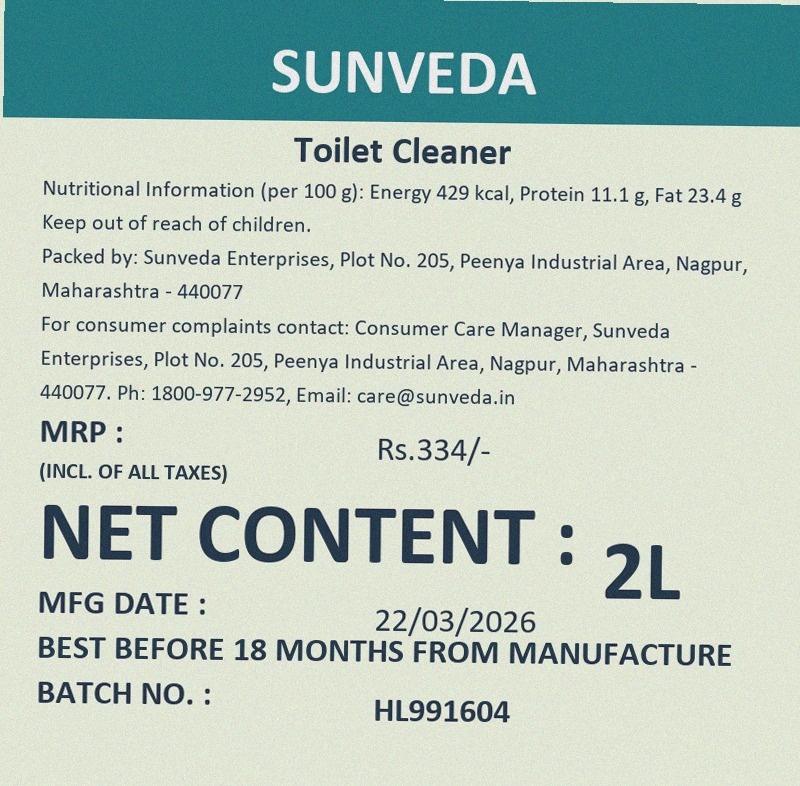 SUNVEDA
Toilet Cleaner
Nutritional Information (per 100 g): Energy 429 kcal, Protein 11.1 g, Fat 23.4 g
Keep out of reach of children.
Packed by: Sunveda Enterprises, Plot No. 205, Peenya Industrial Area, Nagpur,
Maharashtra - 440077
For consumer complaints contact: Consumer Care Manager, Sunveda
Enterprises, Plot No. 205, Peenya Industrial Area, Nagpur, Maharashtra -
440077. Ph: 1800-977-2952, Email: care@sunveda.in
MRP : Rs.334/-
(INCL. OF ALL TAXES)
NET CONTENT : 2L
MFG DATE : 22/03/2026
BEST BEFORE 18 MONTHS FROM MANUFACTURE
BATCH NO. : HL991604